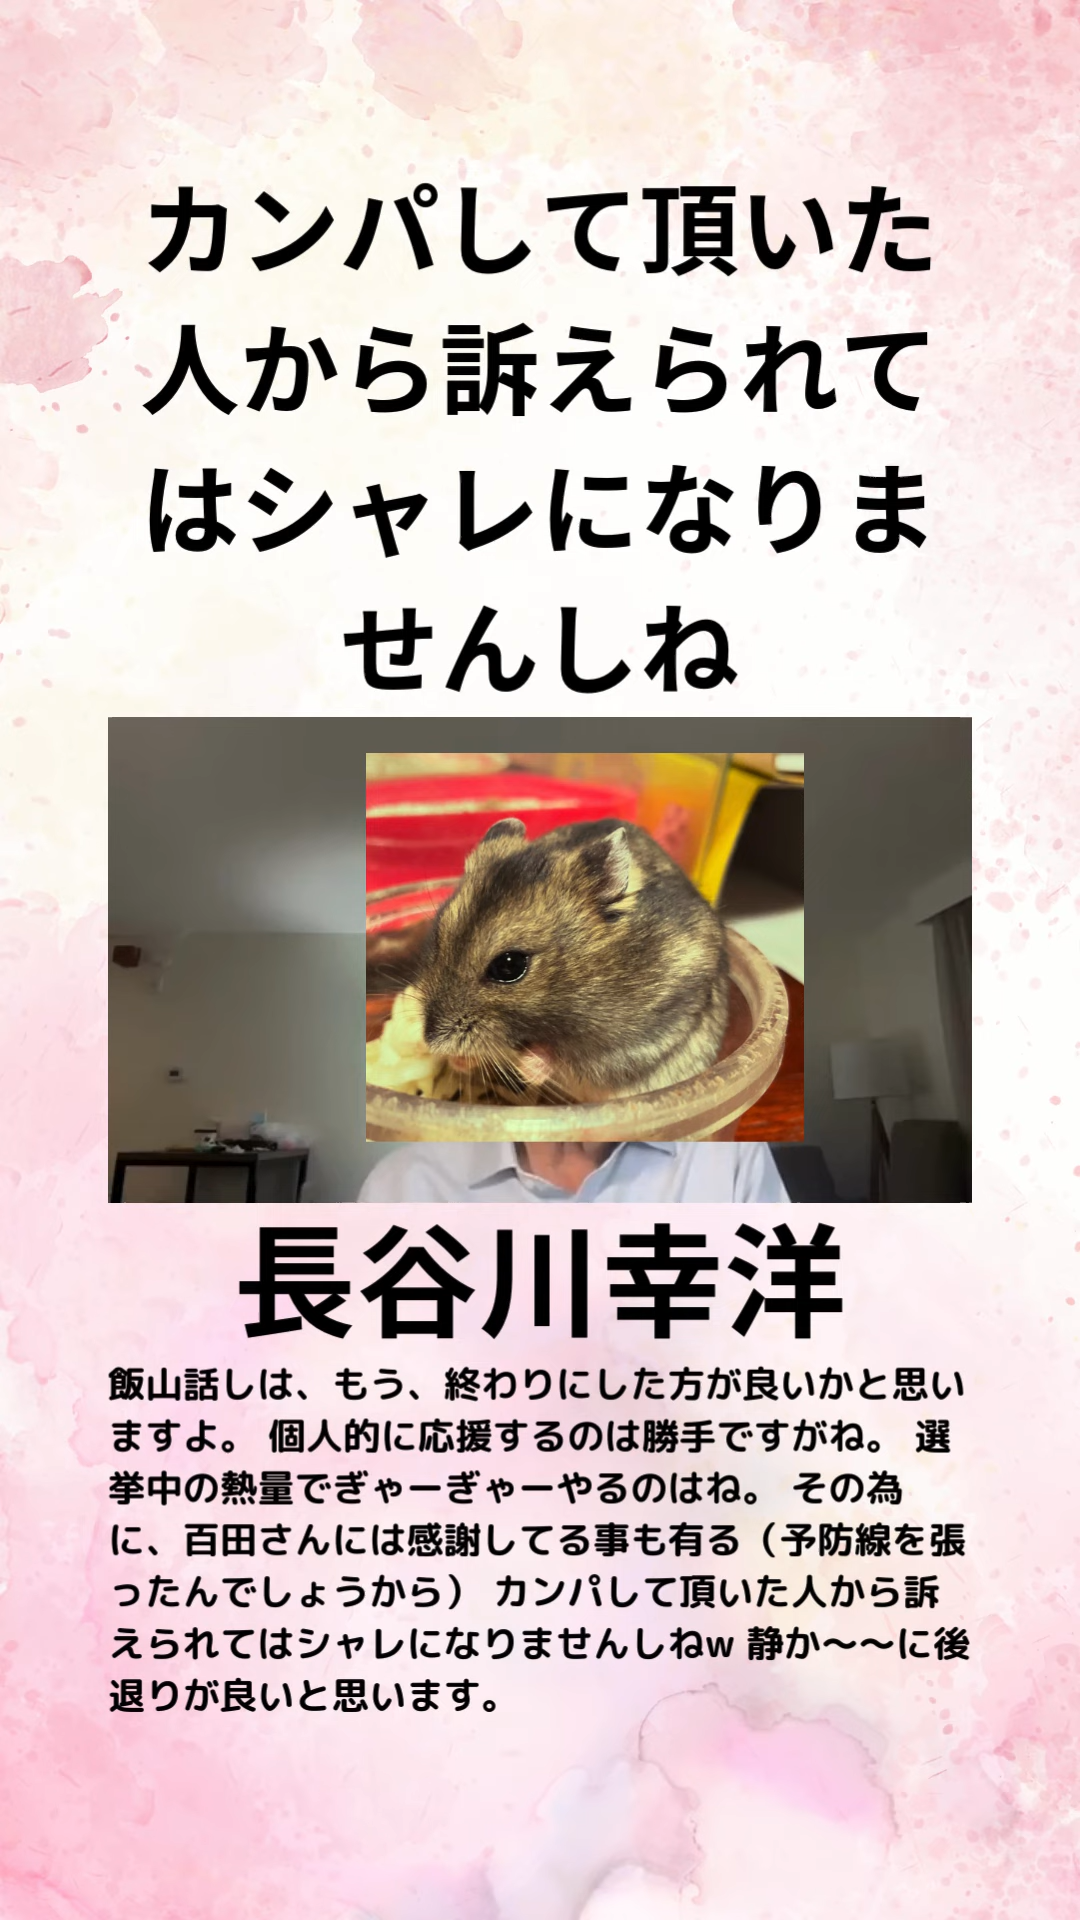 カンパして頂いた
人から訴えられて
はシャレになりま
せんしね
長谷川幸洋
飯山話しは、もう、終わりにした方が良いかと思い
ますよ。 個人的に応援するのは勝手ですがね。 選
挙中の熱量でぎゃーぎゃーやるのはね。 その為
に、百田さんには感謝してる事も有る（予防線を張
ったんでしょうから） カンパして頂いた人から訴
えられてはシャレになりませんしねw 静か〜〜に後
退りが良いと思います。